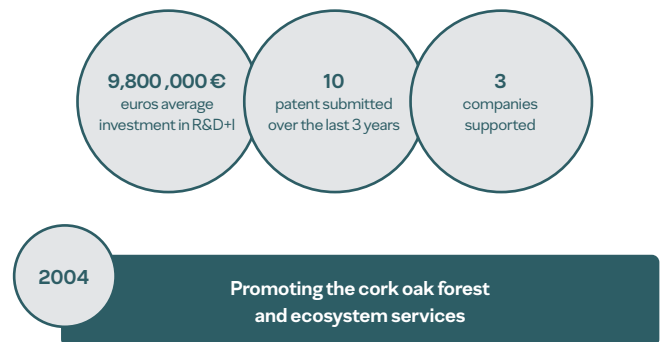 9,800 ,000 €
euros average
investment in R&D+I
10
patent submitted
over the last 3 years
3
companies
supported
2004
Promoting the cork oak forest
and ecosystem services